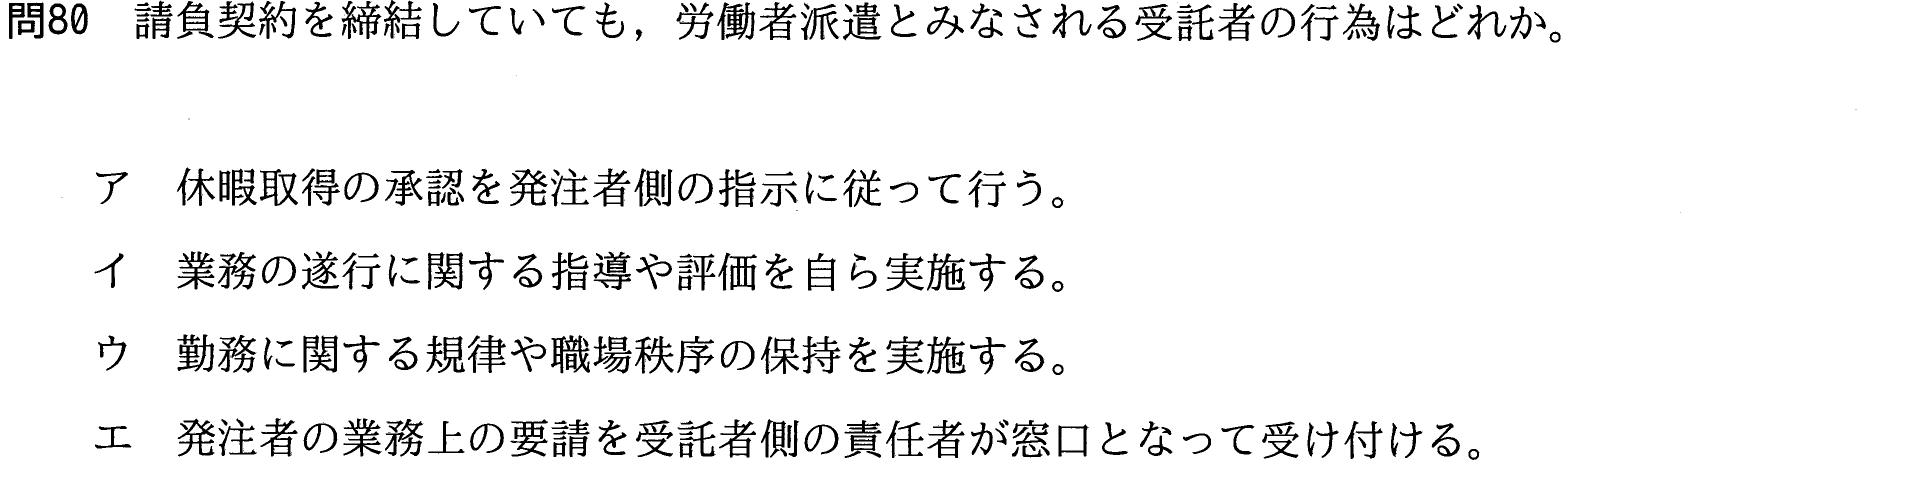 問80　請負契約を締結していても，労働者派遣とみなされる受託者の行為はどれか。
ア　休暇取得の承認を発注者側の指示に従って行う。
イ　業務の遂行に関する指導や評価を自ら実施する。
ウ　勤務に関する規律や職場秩序の保持を実施する。
エ　発注者の業務上の要請を受託者側の責任者が窓口となって受け付ける。